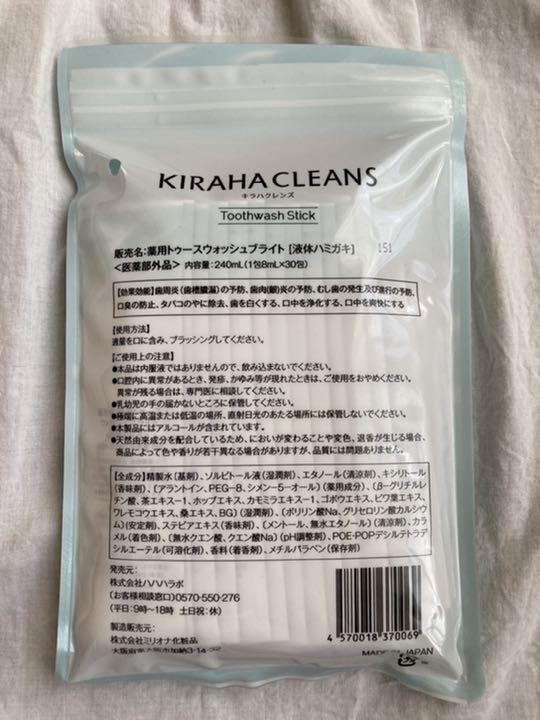 KIRAHA CLEANS
キラハクレンズ
Toothwash Stick
販売名:薬用トゥースウォッシュブライト [液体ハミガキ] 151
<医薬部外品> 内容量:240mL(1包8mL×30包)
【効果効能】歯周炎(歯槽膿漏)の予防、歯肉(齦)炎の予防、むし歯の発生及び進行の予防、
口臭の防止、タバコのやに除去、歯を白くする、口中を浄化する、口中を爽快にする
【使用方法】
適量を口に含み、ブラッシングしてください。
【ご使用上の注意】
●本品は内服液ではありませんので、飲み込まないでください。
●口腔内に異常があるとき、発疹、かゆみ等が現れたときは、ご使用をおやめください。
異常が残る場合は、専門医に相談してください。
●乳幼児の手の届かないところに保管してください。
●極端に高温または低温の場所、直射日光のあたる場所には保管しないでください。
●本製品にはアルコールが含まれています。
●天然由来成分を配合しているため、においが変わることや変色、退香が生じる場合、
商品によって色や香りが若干異なる場合がありますが、品質には問題ありません。
【全成分】精製水(基剤)、ソルビトール液(湿潤剤)、エタノール(清涼剤)、キシリトール
(香味剤)、(アラントイン、PEG-8、シメン-5-オール)(薬用成分)、(β-グリチルレ
チン酸、茶エキス-1、ホップエキス、カモミラエキス-1、ゴボウエキス、ビワ葉エキス、
ワレモコウエキス、桑エキス、BG)(湿潤剤)、(ポリリン酸Na、グリセロリン酸カルシウ
ム)(安定剤)、ステビアエキス(香味剤)、(メントール、無水エタノール)(清涼剤)、カラ
メル(着色剤)、(無水クエン酸、クエン酸Na)(pH調整剤)、POE・POPデシルテトラデ
シルエーテル(可溶化剤)、香料(着香剤)、メチルパラベン(保存剤)
発売元:
株式会社ハハハラボ
(お客様相談窓口)0570-550-276
(平日:9時〜18時 土日祝:休)
製造販売元:
株式会社ミリオナ化粧品
大阪府東大阪市加納3-14-32
4 570018 370069
MADE IN JAPAN